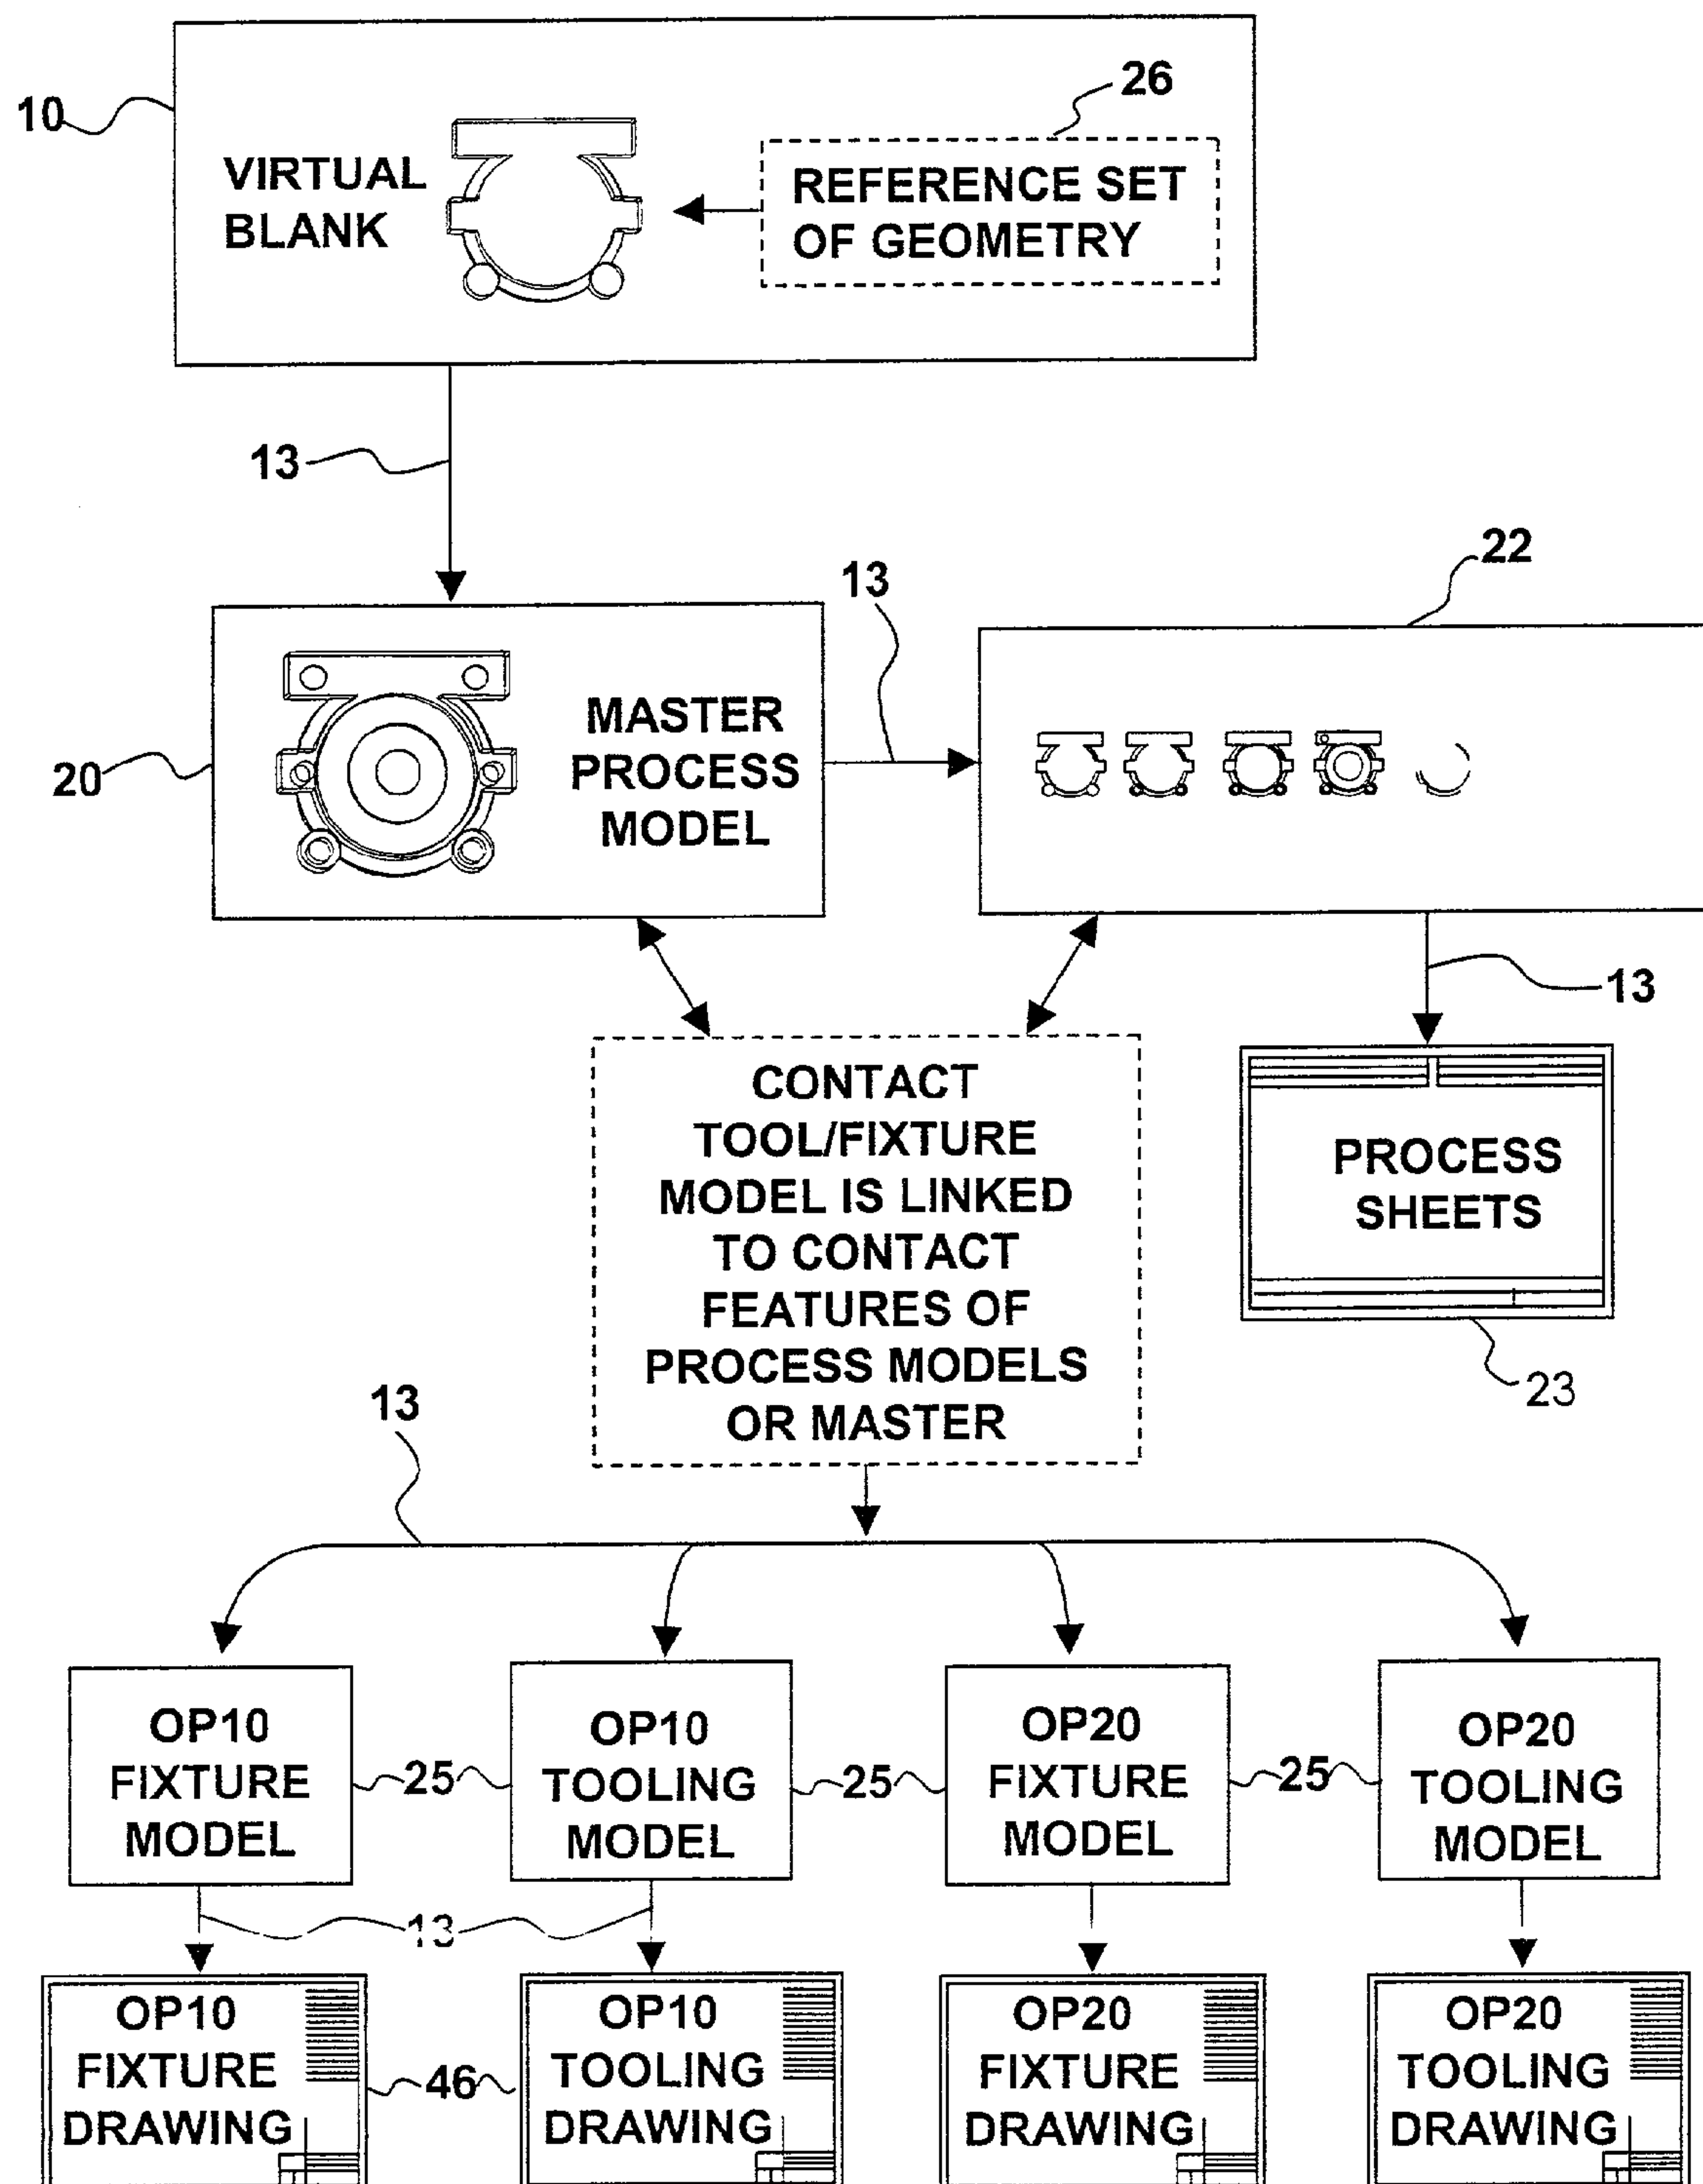 26
10
VIRTUAL
BLANK
REFERENCE SET
OF GEOMETRY
13
13
22
20
MASTER
PROCESS
MODEL
13
CONTACT
TOOL/FIXTURE
MODEL IS LINKED
TO CONTACT
FEATURES OF
PROCESS MODELS
OR MASTER
PROCESS
SHEETS
23
13
OP10
FIXTURE
MODEL
25
OP10
TOOLING
MODEL
25
OP20
FIXTURE
MODEL
25
OP20
TOOLING
MODEL
13
OP10
FIXTURE
DRAWING
46
OP10
TOOLING
DRAWING
OP20
FIXTURE
DRAWING
OP20
TOOLING
DRAWING